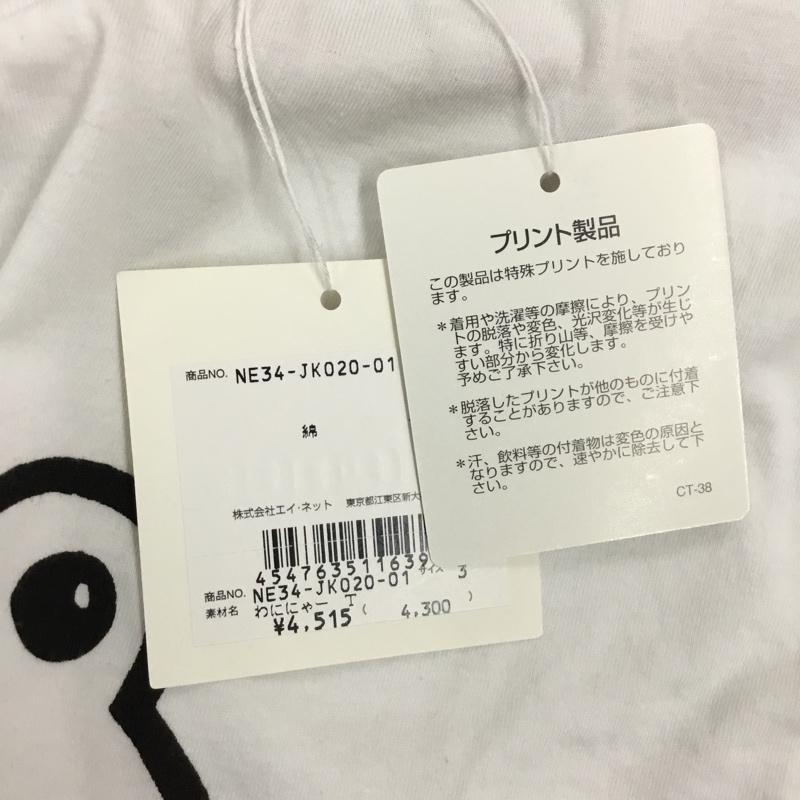 プリント製品
この製品は特殊プリントを施しており
ます。
*着用や洗濯等の摩擦により、プリン
トの脱落や変色、光沢変化等が生じ
ます。特に折り山等、摩擦を受けや
すい部分から変化します。
予めご了承下さい。
*脱落したプリントが他のものに付着
することがありますので、ご注意下
さい。
*汗、飲料等の付着物は変色の原因と
なりますので、速やかに除去して下
さい。
CT-38
商品NO. NE34-JK020-01
綿
株式会社エイ・ネット 東京都江東区新大
454763511639
商品NO. NE34-JK020-01 サイズ 3
素材名 わににゃー T
¥4,515 ( 4,300 )